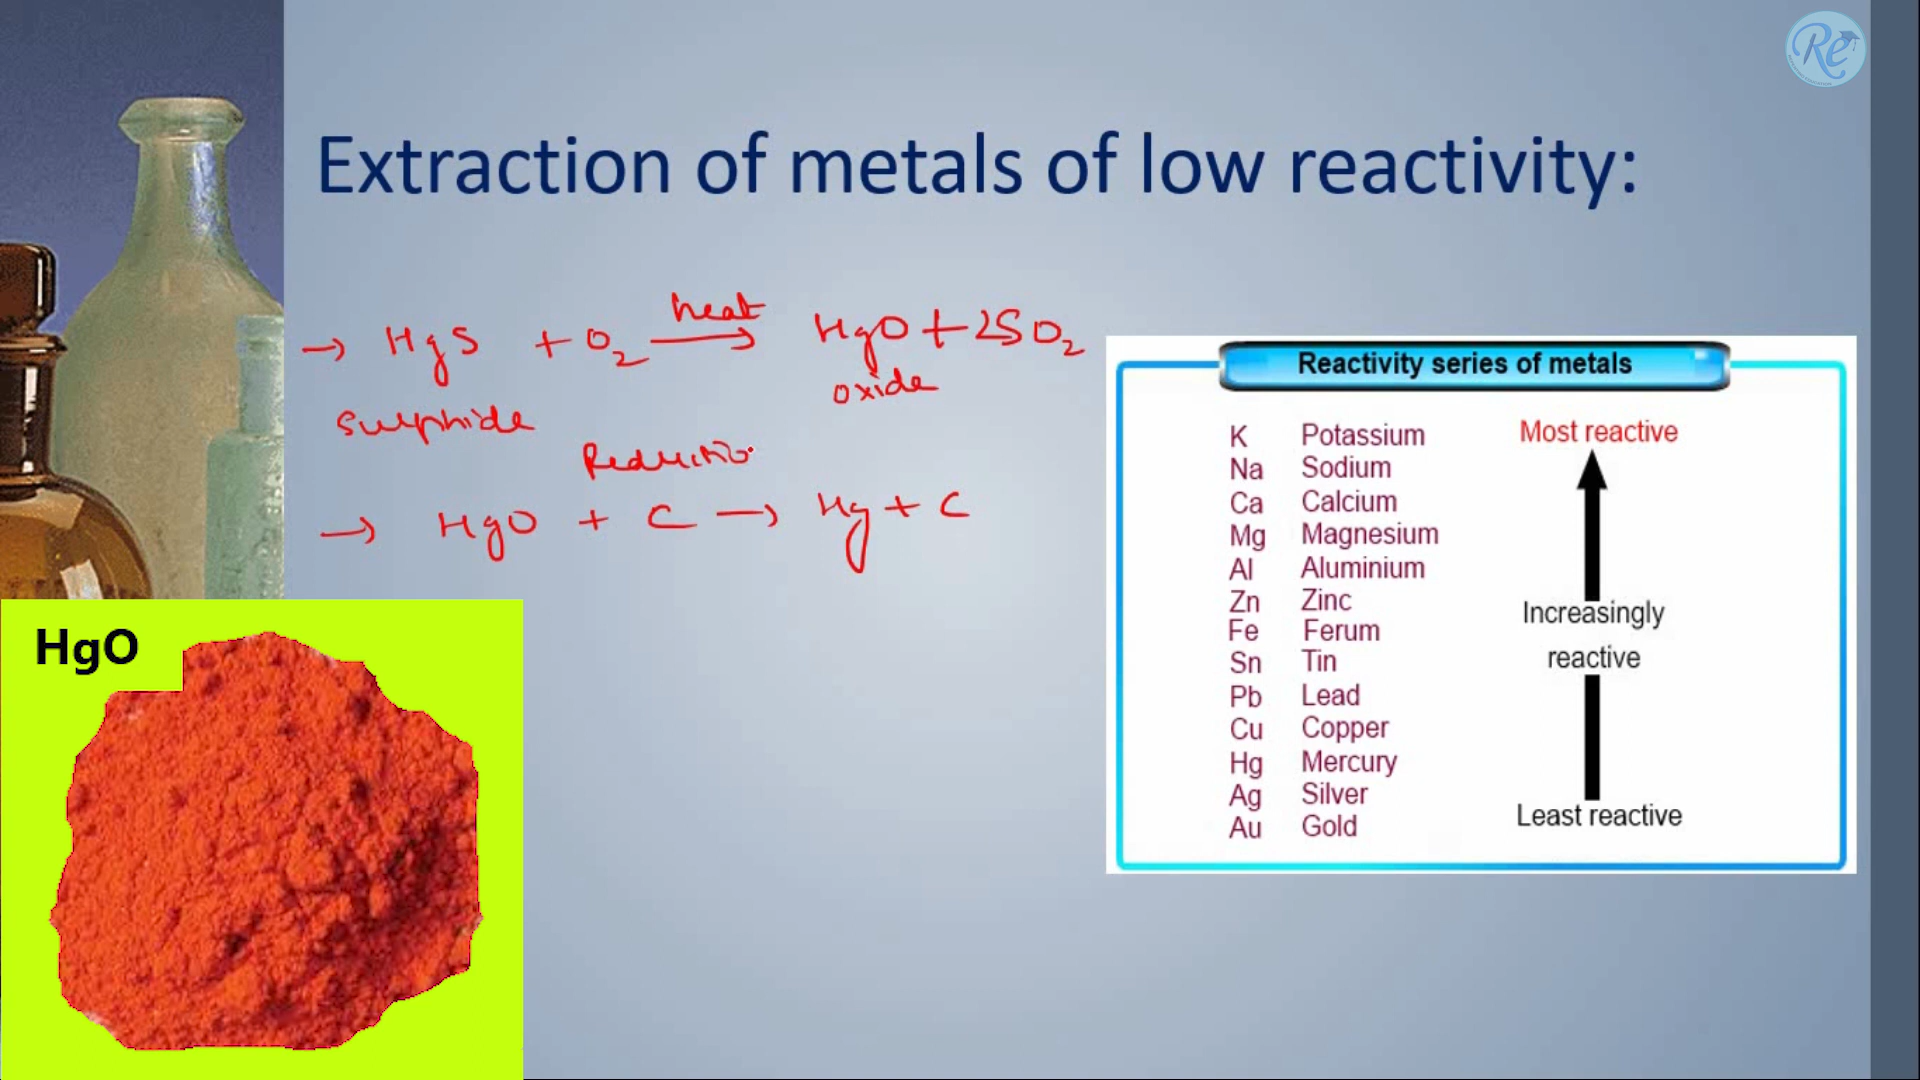 Re
Extraction of metals of low reactivity:
→ HgS + O₂ heat→ HgO + 2SO₂
Sulphide
oxide
Reductio
→ HgO + C → Hg + C
HgO
Reactivity series of metals
K Potassium
Na Sodium
Ca Calcium
Mg Magnesium
Al Aluminium
Zn Zinc
Fe Ferum
Sn Tin
Pb Lead
Cu Copper
Hg Mercury
Ag Silver
Au Gold
Most reactive
Increasingly
reactive
Least reactive